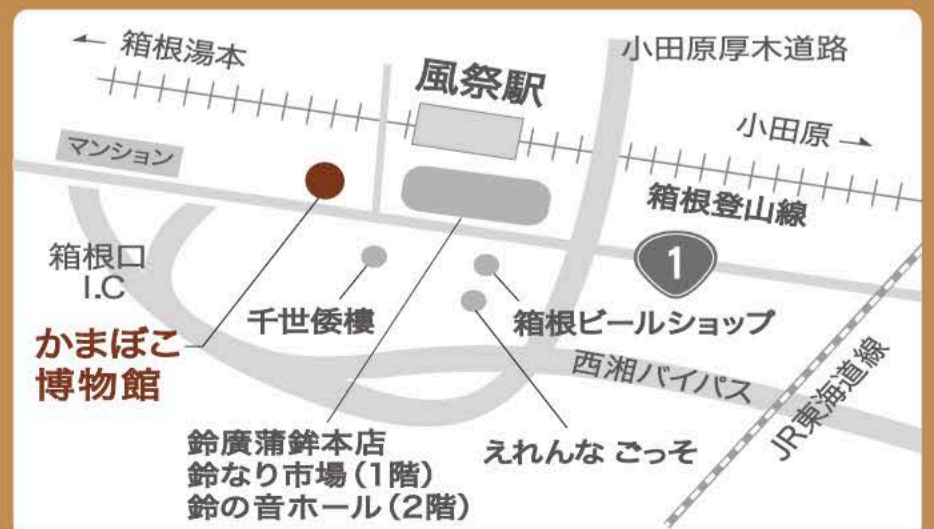 ← 箱根湯本
風祭駅
小田原厚木道路
小田原 →
マンション
箱根登山線
箱根口
I.C
1
かまぼこ
博物館
千世倭樓
箱根ビールショップ
西湘バイパス
JR東海道線
鈴廣蒲鉾本店
鈴なり市場(1階)
鈴の音ホール(2階)
えれんな ごっそ